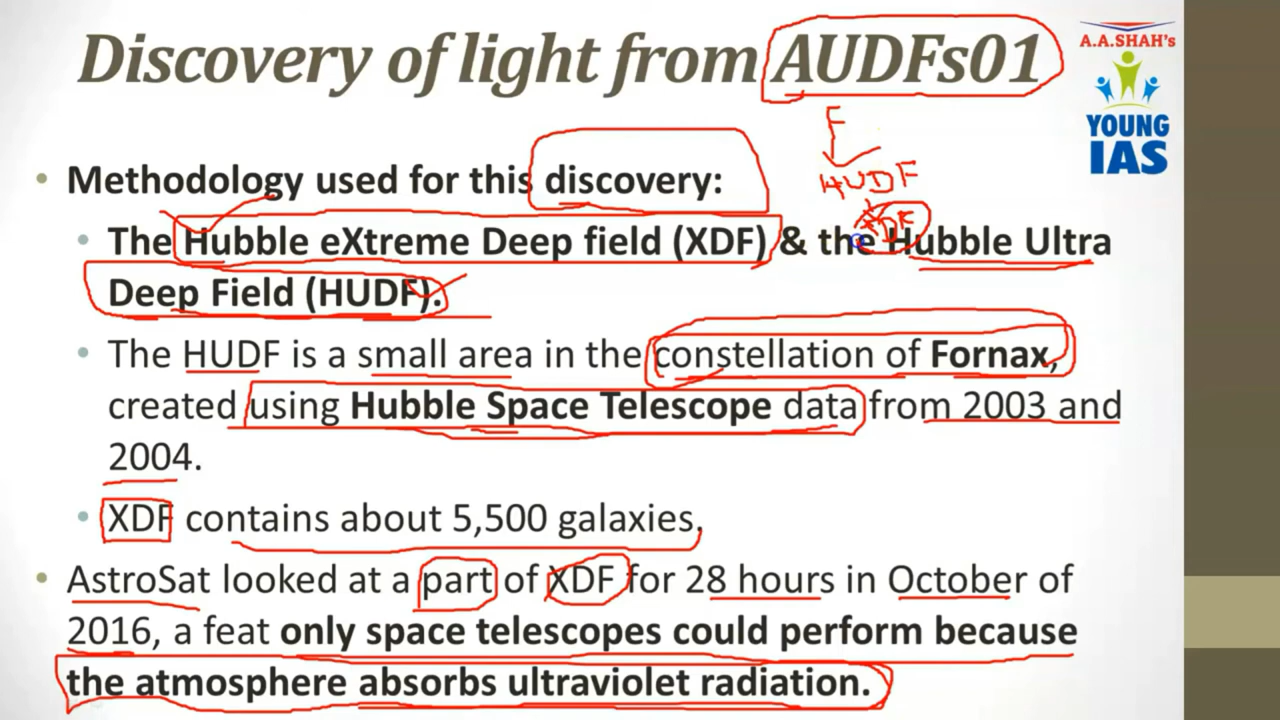 Discovery of light from AUDFs01
A.A.SHAH's
YOUNG
IAS
F
HUDF
XDF
• Methodology used for this discovery:
• The Hubble eXtreme Deep field (XDF) & the Hubble Ultra
Deep Field (HUDF).
• The HUDF is a small area in the constellation of Fornax,
created using Hubble Space Telescope data from 2003 and
2004.
• XDF contains about 5,500 galaxies.
• AstroSat looked at a part of XDF for 28 hours in October of
2016, a feat only space telescopes could perform because
the atmosphere absorbs ultraviolet radiation.